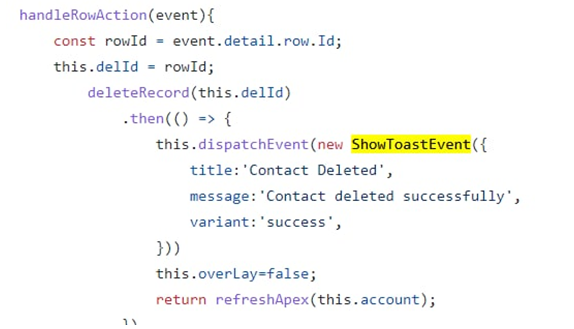 handleRowAction(event){
const rowId = event.detail.row.Id;
this.delId = rowId;
deleteRecord(this.delId)
.then(() => {
this.dispatchEvent(new ShowToastEvent({
title:'Contact Deleted',
message:'Contact deleted successfully',
variant:'success',
}))
this.overLay=false;
return refreshApex(this.account);
})